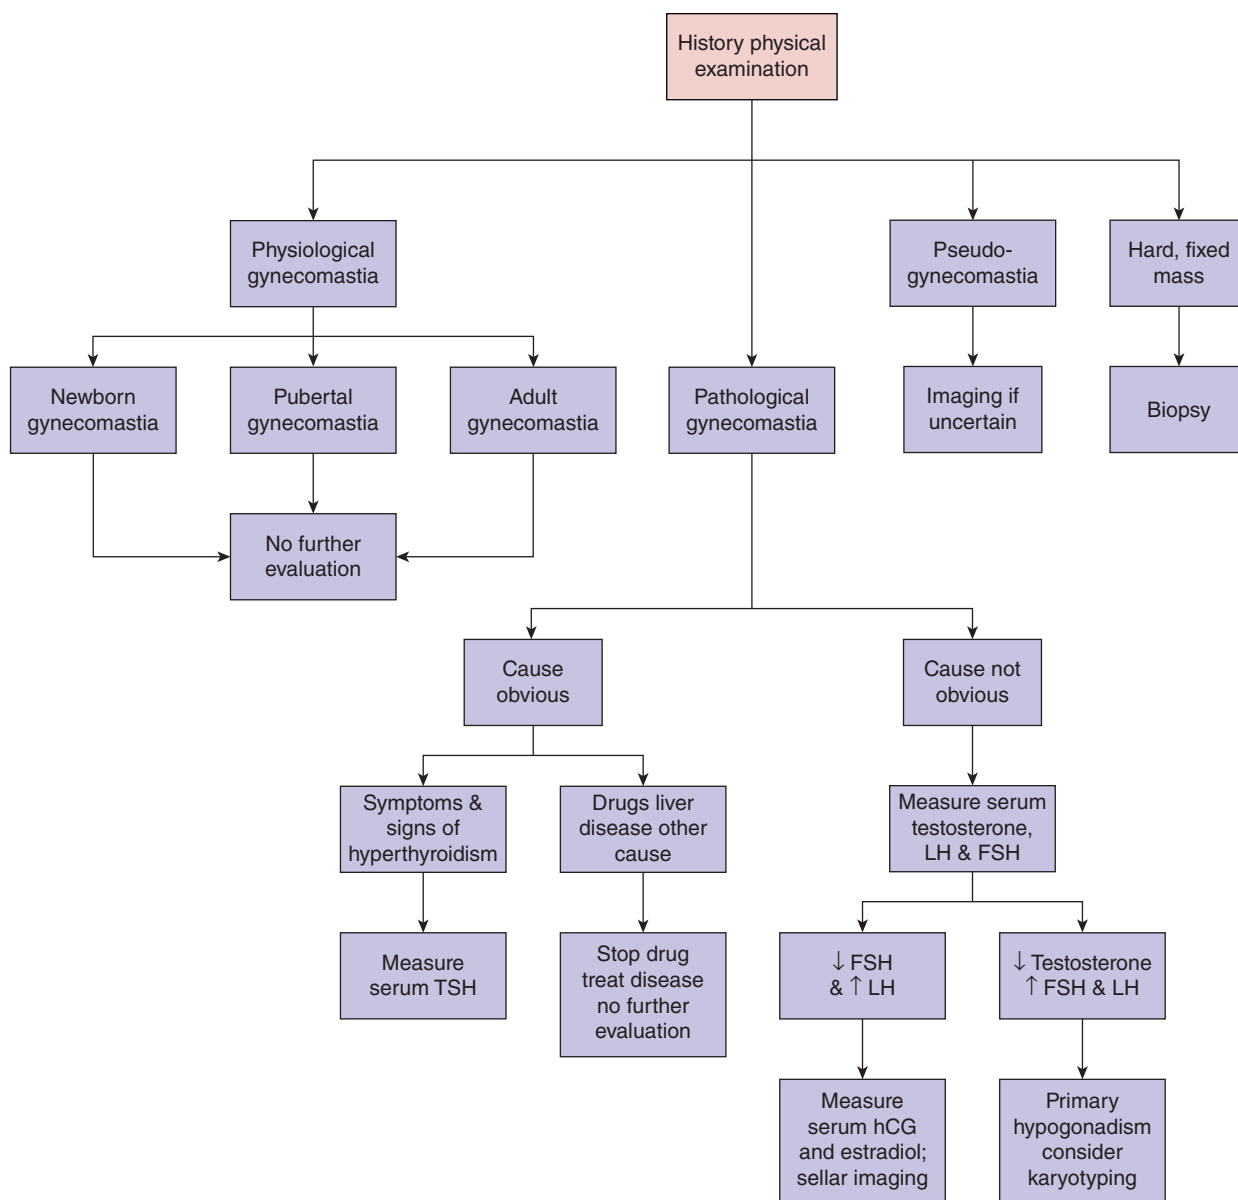 History physical
examination
Physiological
gynecomastia
Pseudo-
gynecomastia
Hard, fixed
mass
Newborn
gynecomastia
Pubertal
gynecomastia
Adult
gynecomastia
Pathological
gynecomastia
Imaging if
uncertain
Biopsy
No further
evaluation
Cause
obvious
Cause not
obvious
Symptoms &
signs of
hyperthyroidism
Drugs liver
disease other
cause
Measure serum
testosterone,
LH & FSH
Measure
serum TSH
Stop drug
treat disease
no further
evaluation
↓ FSH
& ↑ LH
↓ Testosterone
↑ FSH & LH
Measure
serum hCG
and estradiol;
sellar imaging
Primary
hypogonadism
consider
karyotyping